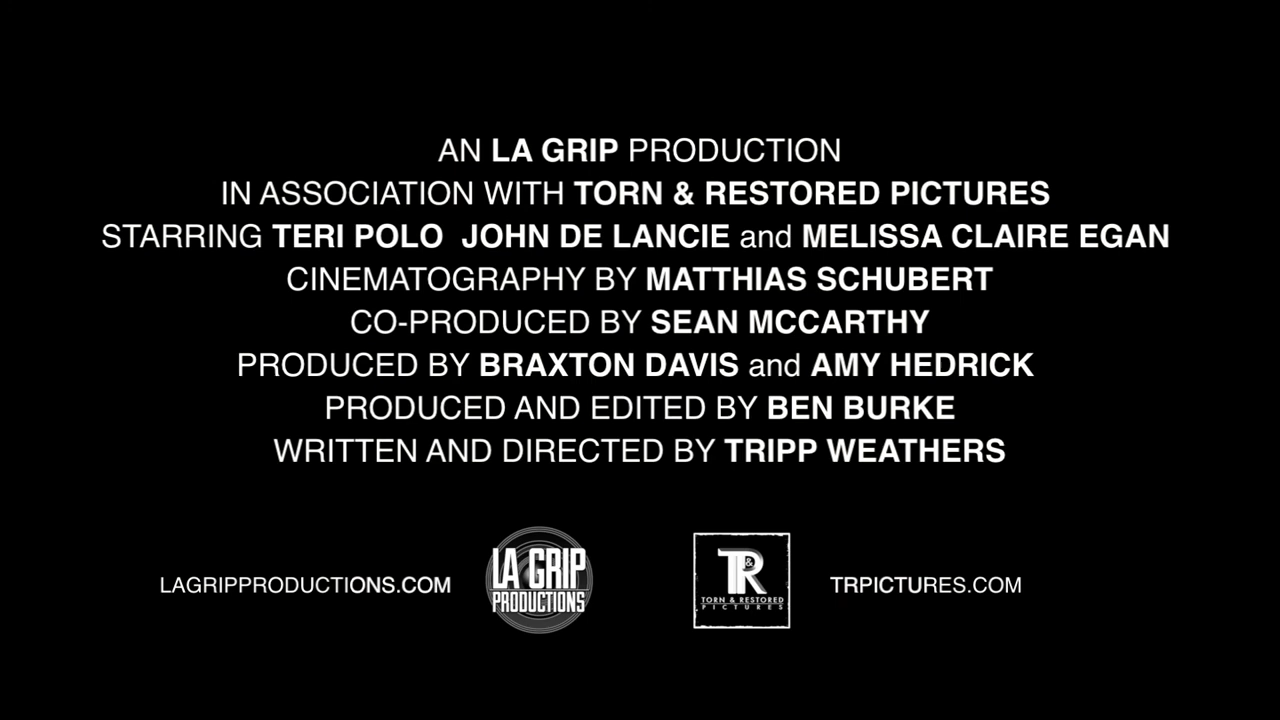 AN LA GRIP PRODUCTION
IN ASSOCIATION WITH TORN & RESTORED PICTURES
STARRING TERI POLO  JOHN DE LANCIE and MELISSA CLAIRE EGAN
CINEMATOGRAPHY BY MATTHIAS SCHUBERT
CO-PRODUCED BY SEAN MCCARTHY
PRODUCED BY BRAXTON DAVIS and AMY HEDRICK
PRODUCED AND EDITED BY BEN BURKE
WRITTEN AND DIRECTED BY TRIPP WEATHERS
LAGRIPPRODUCTIONS.COM
LA GRIP
PRODUCTIONS
T&R
TORN & RESTORED
PICTURES
TRPICTURES.COM